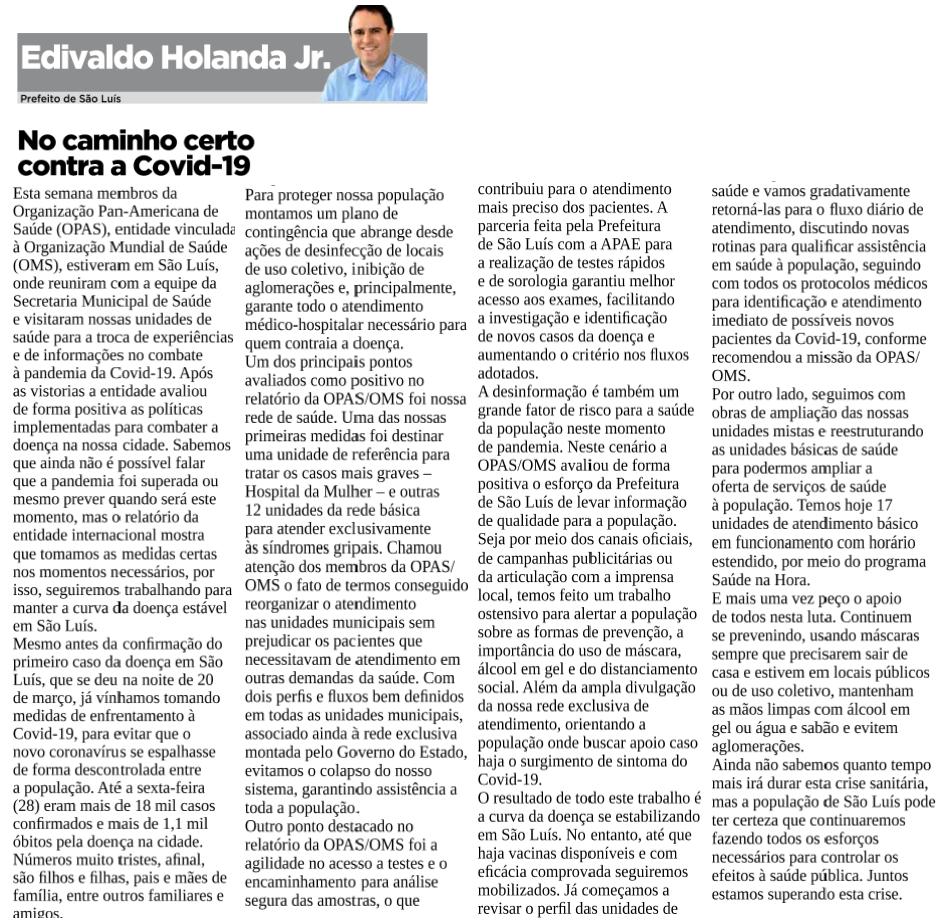 Edivaldo Holanda Jr.
Prefeito de São Luís
No caminho certo
contra a Covid-19
Esta semana membros da
Organização Pan-Americana de
Saúde (OPAS), entidade vinculada
à Organização Mundial de Saúde
(OMS), estiveram em São Luís,
onde reuniram com a equipe da
Secretaria Municipal de Saúde
e visitaram nossas unidades de
saúde para a troca de experiências
e de informações no combate
à pandemia da Covid-19. Após
as vistorias a entidade avaliou
de forma positiva as políticas
implementadas para combater a
doença na nossa cidade. Sabemos
que ainda não é possível falar
que a pandemia foi superada ou
mesmo prever quando será este
momento, mas o relatório da
entidade internacional mostra
que tomamos as medidas certas
nos momentos necessários, por
isso, seguiremos trabalhando para
manter a curva da doença estável
em São Luís.
Mesmo antes da confirmação do
primeiro caso da doença em São
Luís, que se deu na noite de 20
de março, já vínhamos tomando
medidas de enfrentamento à
Covid-19, para evitar que o
novo coronavírus se espalhasse
de forma descontrolada entre
a população. Até a sexta-feira
(28) eram mais de 18 mil casos
confirmados e mais de 1,1 mil
óbitos pela doença na cidade.
Números muito tristes, afinal,
são filhos e filhas, pais e mães de
família, entre outros familiares e
amigos.
Para proteger nossa população
montamos um plano de
contingência que abrange desde
ações de desinfecção de locais
de uso coletivo, inibição de
aglomerações e, principalmente,
garante todo o atendimento
médico-hospitalar necessário para
quem contraia a doença.
Um dos principais pontos
avaliados como positivo no
relatório da OPAS/OMS foi nossa
rede de saúde. Uma das nossas
primeiras medidas foi destinar
uma unidade de referência para
tratar os casos mais graves –
Hospital da Mulher – e outras
12 unidades da rede básica
para atender exclusivamente
às síndromes gripais. Chamou
atenção dos membros da OPAS/
OMS o fato de termos conseguido
reorganizar o atendimento
nas unidades municipais sem
prejudicar os pacientes que
necessitavam de atendimento em
outras demandas da saúde. Com
dois perfis e fluxos bem definidos
em todas as unidades municipais,
associado ainda à rede exclusiva
montada pelo Governo do Estado,
evitamos o colapso do nosso
sistema, garantindo assistência a
toda a população.
Outro ponto destacado no
relatório da OPAS/OMS foi a
agilidade no acesso a testes e o
encaminhamento para análise
segura das amostras, o que
contribuiu para o atendimento
mais preciso dos pacientes. A
parceria feita pela Prefeitura
de São Luís com a APAE para
a realização de testes rápidos
e de sorologia garantiu melhor
acesso aos exames, facilitando
a investigação e identificação
de novos casos da doença e
aumentando o critério nos fluxos
adotados.
A desinformação é também um
grande fator de risco para a saúde
da população neste momento
de pandemia. Neste cenário a
OPAS/OMS avaliou de forma
positiva o esforço da Prefeitura
de São Luís de levar informação
de qualidade para a população.
Seja por meio dos canais oficiais,
de campanhas publicitárias ou
da articulação com a imprensa
local, temos feito um trabalho
ostensivo para alertar a população
sobre as formas de prevenção, a
importância do uso de máscara,
álcool em gel e do distanciamento
social. Além da ampla divulgação
da nossa rede exclusiva de
atendimento, orientando a
população onde buscar apoio caso
haja o surgimento de sintoma do
Covid-19.
O resultado de todo este trabalho é
a curva da doença se estabilizando
em São Luís. No entanto, até que
haja vacinas disponíveis e com
eficácia comprovada seguiremos
mobilizados. Já começamos a
revisar o perfil das unidades de
saúde e vamos gradativamente
retorná-las para o fluxo diário de
atendimento, discutindo novas
rotinas para qualificar assistência
em saúde à população, seguindo
com todos os protocolos médicos
para identificação e atendimento
imediato de possíveis novos
pacientes da Covid-19, conforme
recomendou a missão da OPAS/
OMS.
Por outro lado, seguimos com
obras de ampliação das nossas
unidades mistas e reestruturando
as unidades básicas de saúde
para podermos ampliar a
oferta de serviços de saúde
à população. Temos hoje 17
unidades de atendimento básico
em funcionamento com horário
estendido, por meio do programa
Saúde na Hora.
E mais uma vez peço o apoio
de todos nesta luta. Continuem
se prevenindo, usando máscaras
sempre que precisarem sair de
casa e estivem em locais públicos
ou de uso coletivo, mantenham
as mãos limpas com álcool em
gel ou água e sabão e evitem
aglomerações.
Ainda não sabemos quanto tempo
mais irá durar esta crise sanitária,
mas a população de São Luís pode
ter certeza que continuaremos
fazendo todos os esforços
necessários para controlar os
efeitos à saúde pública. Juntos
estamos superando esta crise.